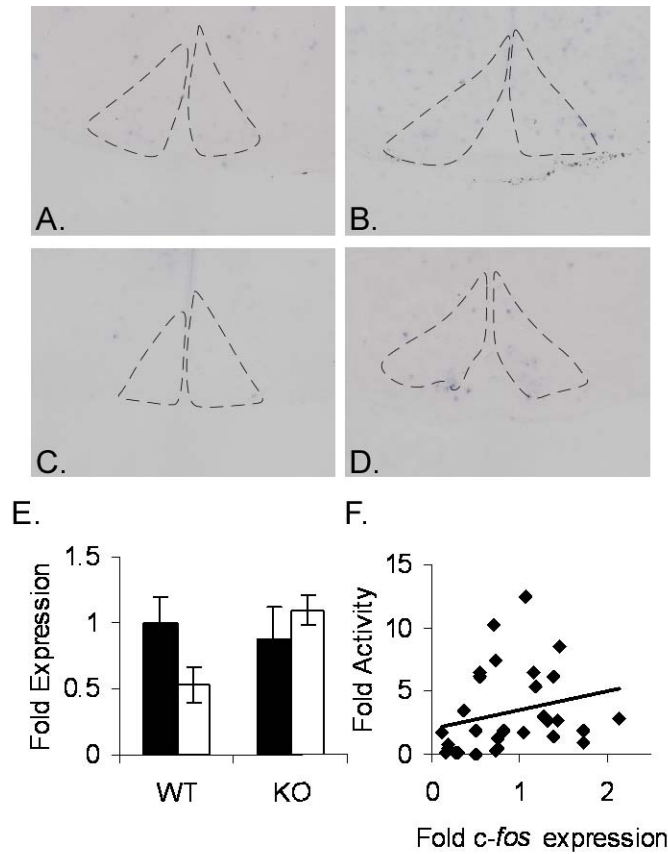 A.
B.
C.
D.
E.
F.
Fold Expression
1.5
1
0.5
0
WT
KO
Fold Activity
15
10
5
0
0
1
2
Fold c-fos expression